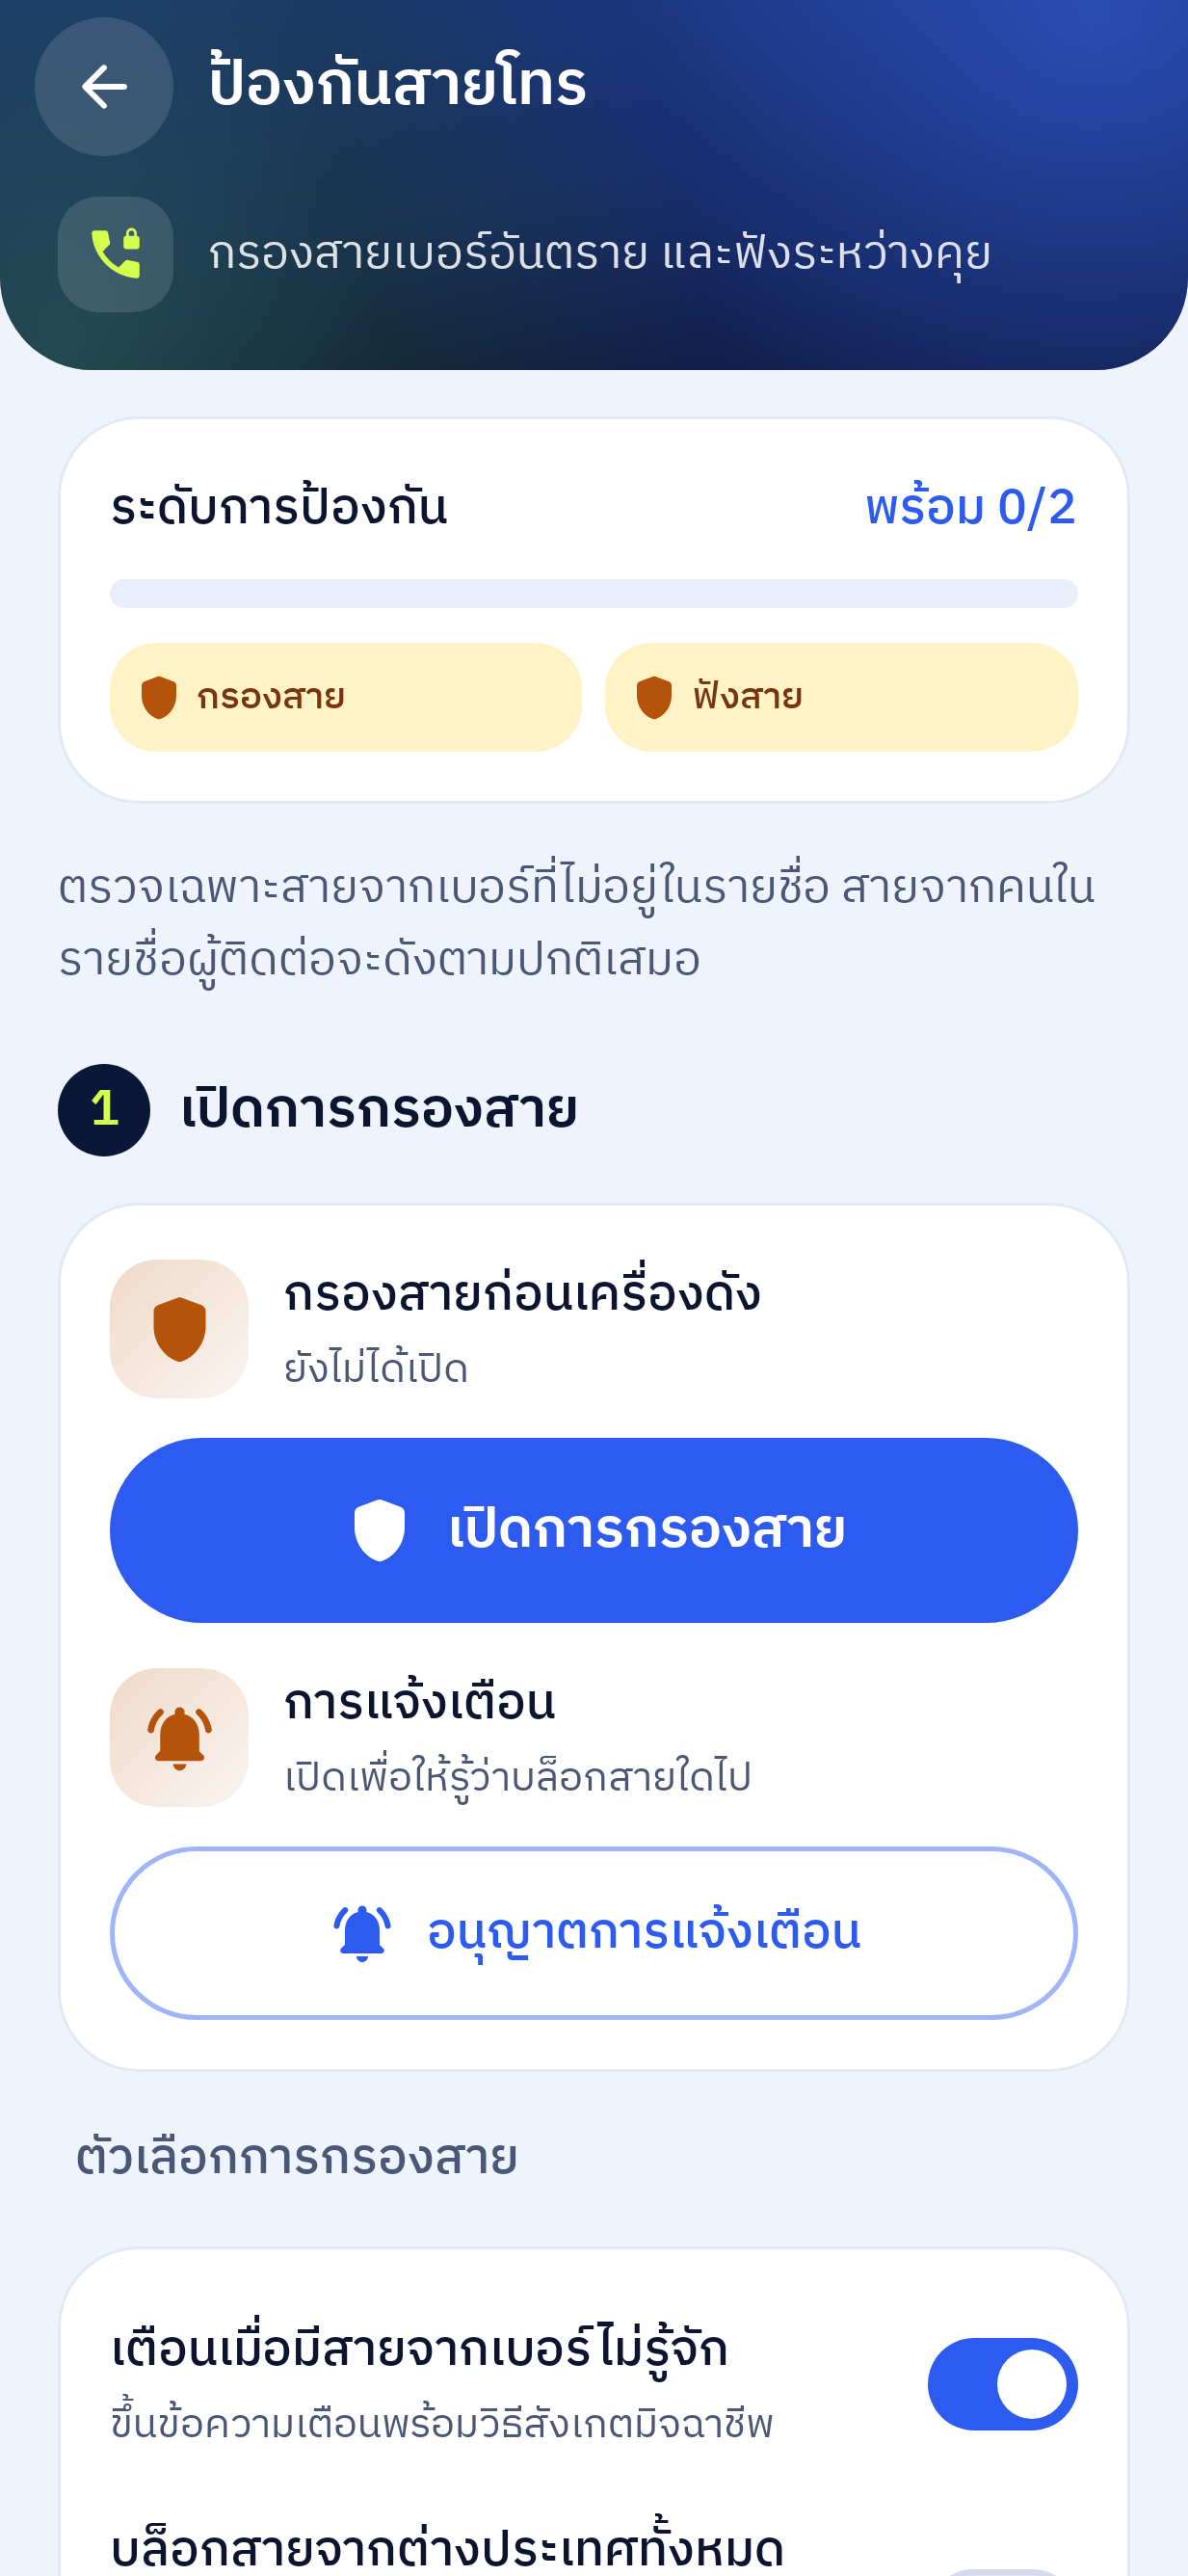 ป้องกันสายโทร
กรองสายเบอร์อันตราย และฟังระหว่างคุย
ระดับการป้องกัน
พร้อม 0/2
กรองสาย
ฟังสาย
ตรวจเฉพาะสายจากเบอร์ที่ไม่อยู่ในรายชื่อ สายจากคนใน
รายชื่อผู้ติดต่อจะดังตามปกติเสมอ
1
เปิดการกรองสาย
กรองสายก่อนเครื่องดัง
ยังไม่ได้เปิด
เปิดการกรองสาย
การแจ้งเตือน
เปิดเพื่อให้รู้ว่าบล็อกสายใดไป
อนุญาตการแจ้งเตือน
ตัวเลือกการกรองสาย
เตือนเมื่อมีสายจากเบอร์ไม่รู้จัก
ขึ้นข้อความเตือนพร้อมวิธีสังเกตมิจฉาชีพ
บล็อกสายจากต่างประเทศทั้งหมด